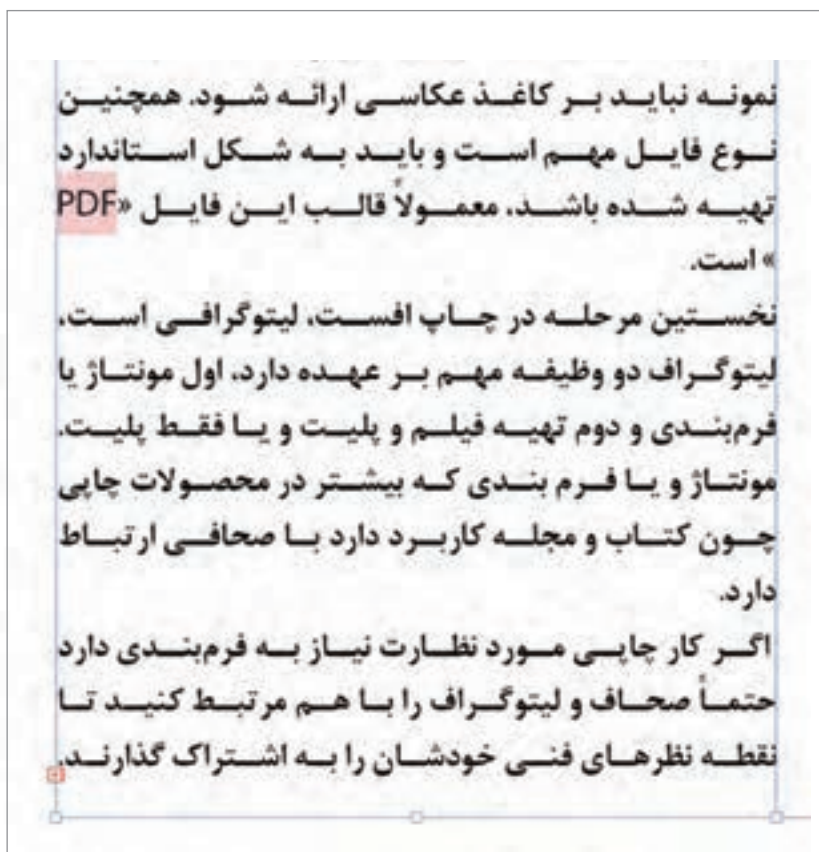 نمونه نباید بر کاغذ عکاسی ارائه شود. همچنین
نوع فایل مهم است و باید به شکل استاندارد
تهیه شده باشد، معمولاً قالب این فایل «PDF
» است.
نخستین مرحله در چاپ افست، لیتوگرافی است،
لیتوگراف دو وظیفه مهم بر عهده دارد، اول مونتاژ یا
فرم‌بندی و دوم تهیه فیلم و پلیت و یا فقط پلیت.
مونتاژ و یا فرم بندی که بیشتر در محصولات چاپی
چون کتاب و مجله کاربرد دارد با صحافی ارتباط
دارد.
اگر کار چاپی مورد نظارت نیاز به فرم‌بندی دارد
حتماً صحاف و لیتوگراف را با هم مرتبط کنید تا
نقطه نظرهای فنی خودشان را به اشتراک گذارند.